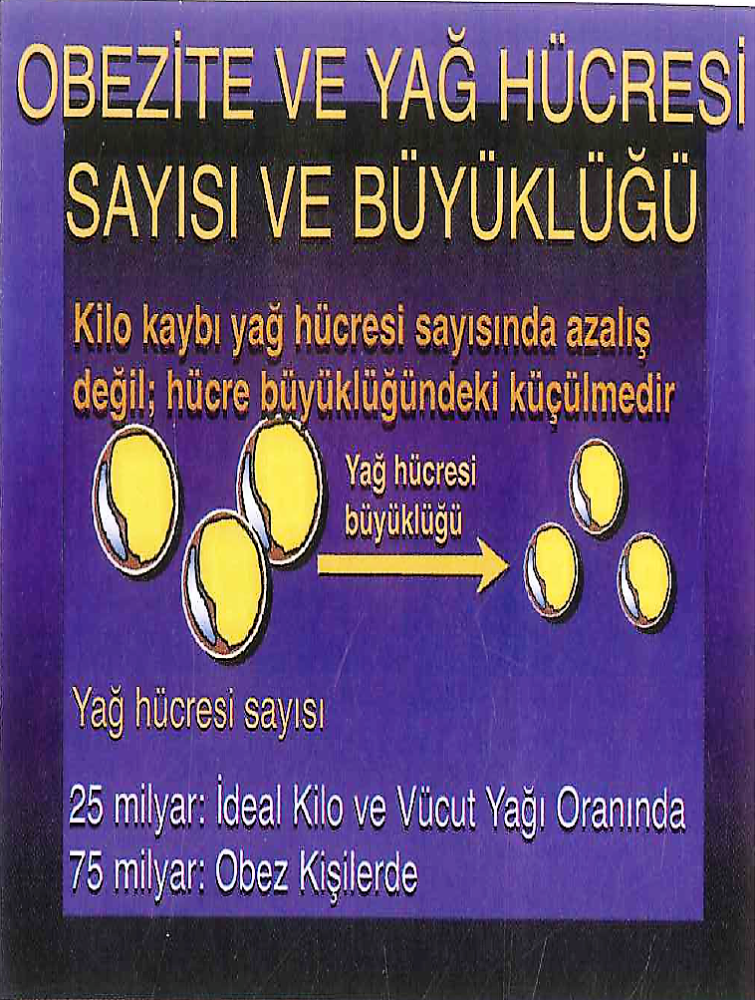 OBEZİTE VE YAĞ HÜCRESİ
SAYISI VE BÜYÜKLÜĞÜ
Kilo kaybı yağ hücresi sayısında azalış
değil; hücre büyüklüğündeki küçülmedir
Yağ hücresi
büyüklüğü
Yağ hücresi sayısı
25 milyar: İdeal Kilo ve Vücut Yağı Oranında
75 milyar: Obez Kişilerde